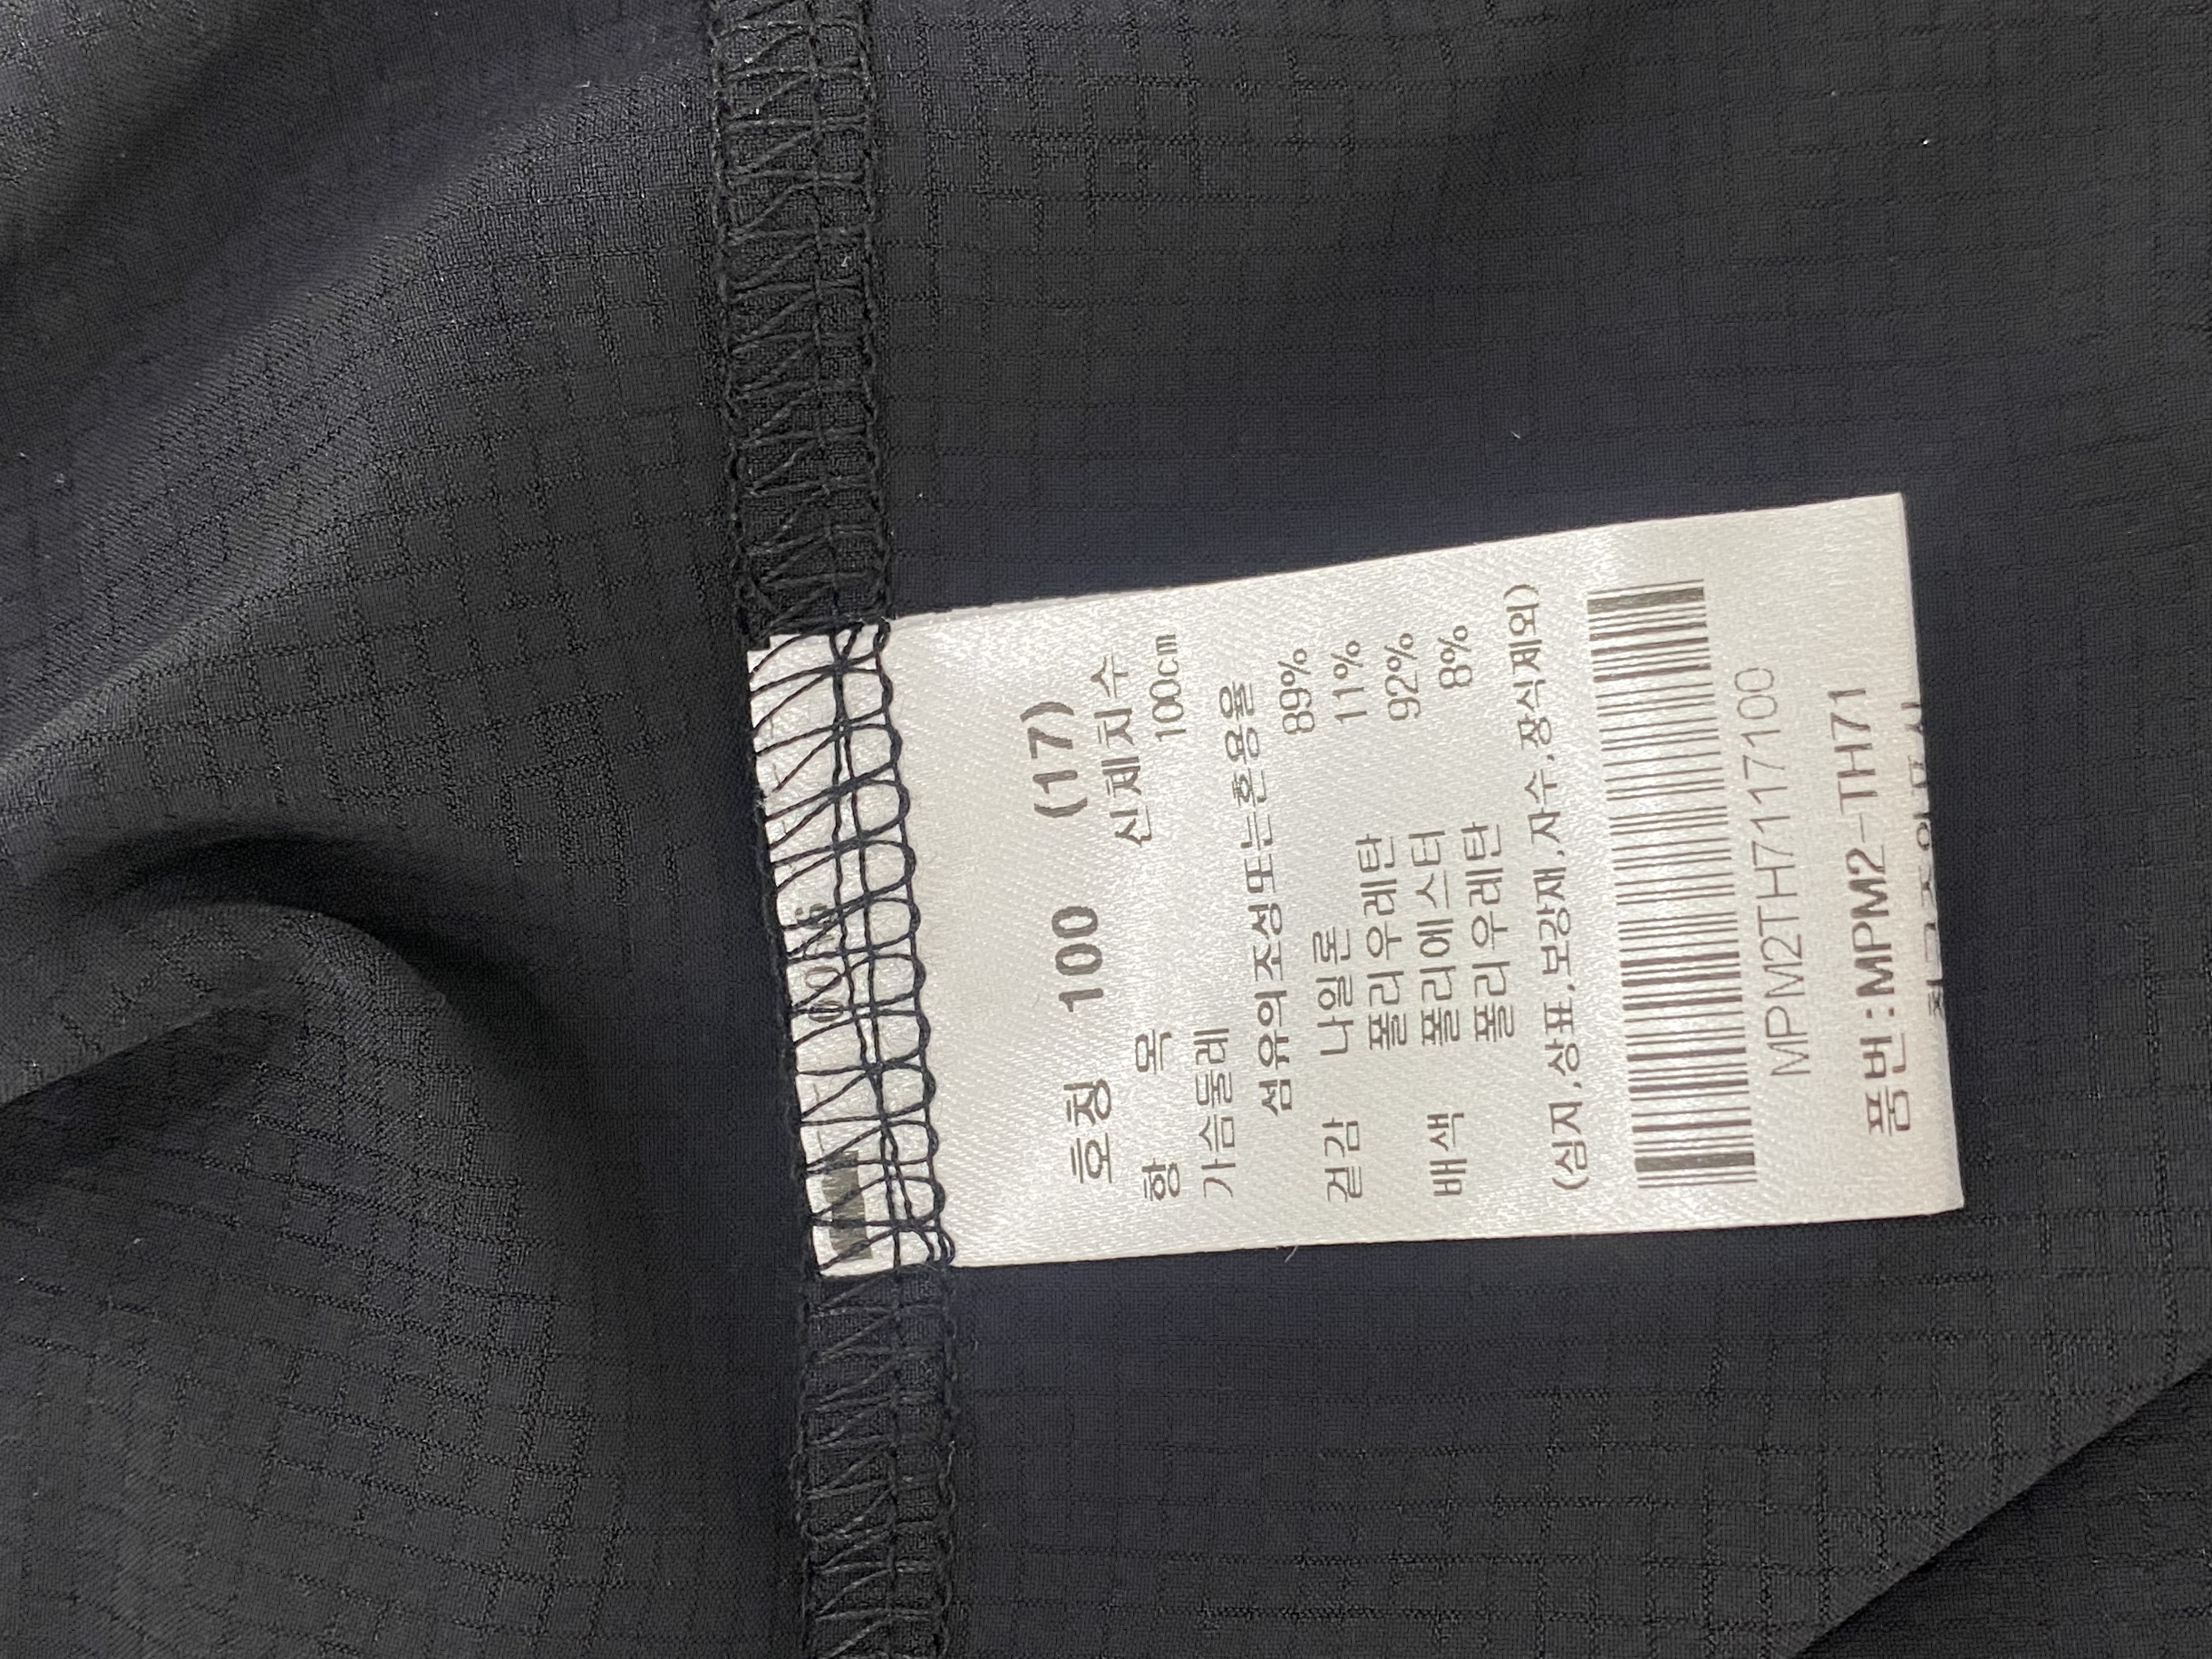 호칭 100 (17)
항 목 신체치수
가슴둘레 100cm
섬유의조성또는혼용율
겉감 나일론 89%
폴리우레탄 11%
배색 폴리에스터 92%
폴리우레탄 8%
(심지,상표,보강재,자수,장식제외)
MPM2TH7117100
품번:MPM2-TH71